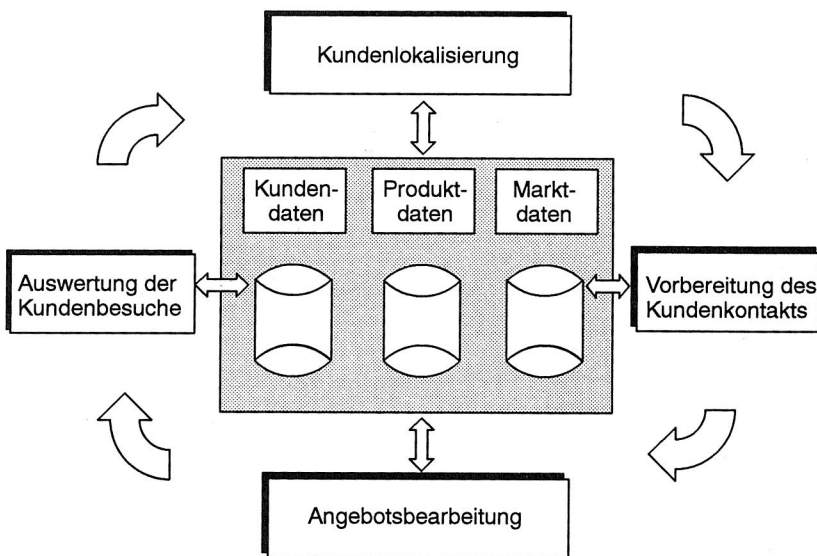 Kundenlokalisierung
Kunden-
daten
Produkt-
daten
Markt-
daten
Auswertung der
Kundenbesuche
Vorbereitung des
Kundenkontakts
Angebotsbearbeitung